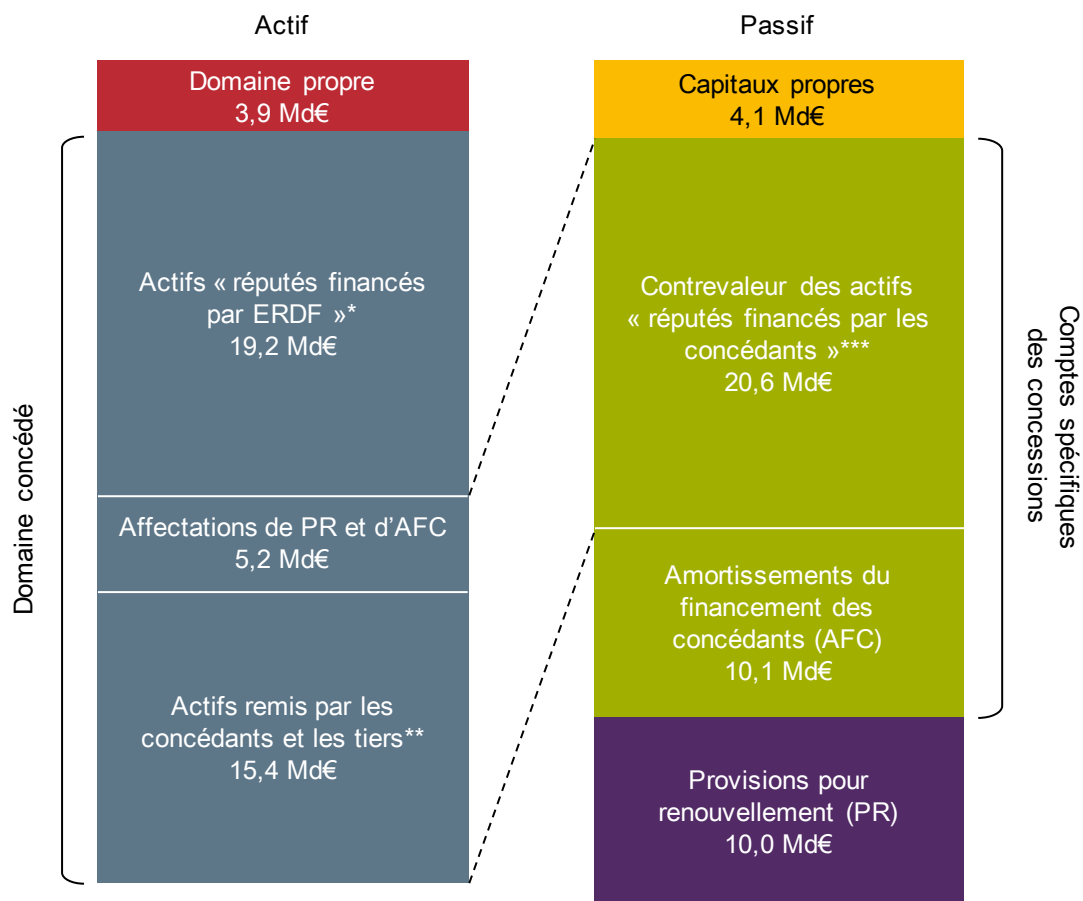 Actif
Domaine propre
3,9 Md€
Actifs « réputés financés
par ERDF »*
19,2 Md€
Affectations de PR et d’AFC
5,2 Md€
Actifs remis par les
concédants et les tiers**
15,4 Md€
Domaine concédé
Passif
Capitaux propres
4,1 Md€
Contrevaleur des actifs
« réputés financés par les
concédants »***
20,6 Md€
Amortissements du
financement des
concédants (AFC)
10,1 Md€
Provisions pour
renouvellement (PR)
10,0 Md€
Comptes spécifiques
des concessions